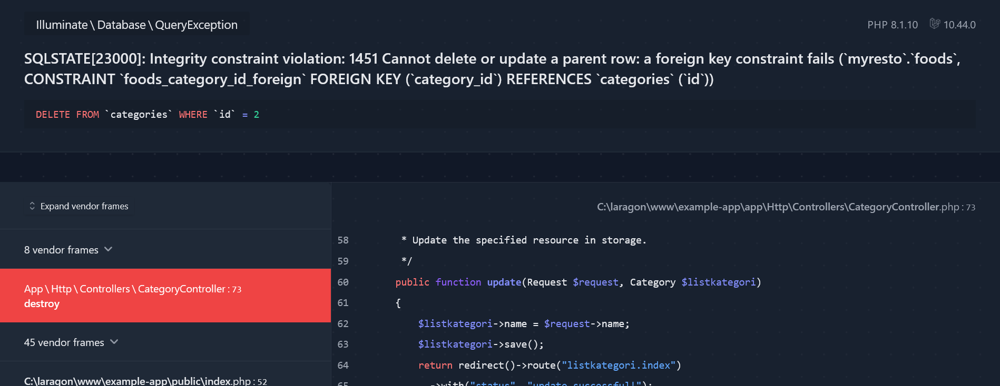 Illuminate \ Database \ QueryException
PHP 8.1.10 10.44.0
SQLSTATE[23000]: Integrity constraint violation: 1451 Cannot delete or update a parent row: a foreign key constraint fails (`myresto`.`foods`,
CONSTRAINT `foods_category_id_foreign` FOREIGN KEY (`category_id`) REFERENCES `categories` (`id`))
DELETE FROM `categories` WHERE `id` = 2
Expand vendor frames
8 vendor frames
App \ Http \ Controllers \ CategoryController : 73
destroy
45 vendor frames
C:\laragon\www\example-app\public\index.php : 52
C:\laragon\www\example-app\app\Http\Controllers\CategoryController.php : 73
58 * Update the specified resource in storage.
59 */
60 public function update(Request $request, Category $listkategori)
61 {
62 $listkategori->name = $request->name;
63 $listkategori->save();
64 return redirect()->route("listkategori.index")
65 ->with("status", "update successful!");